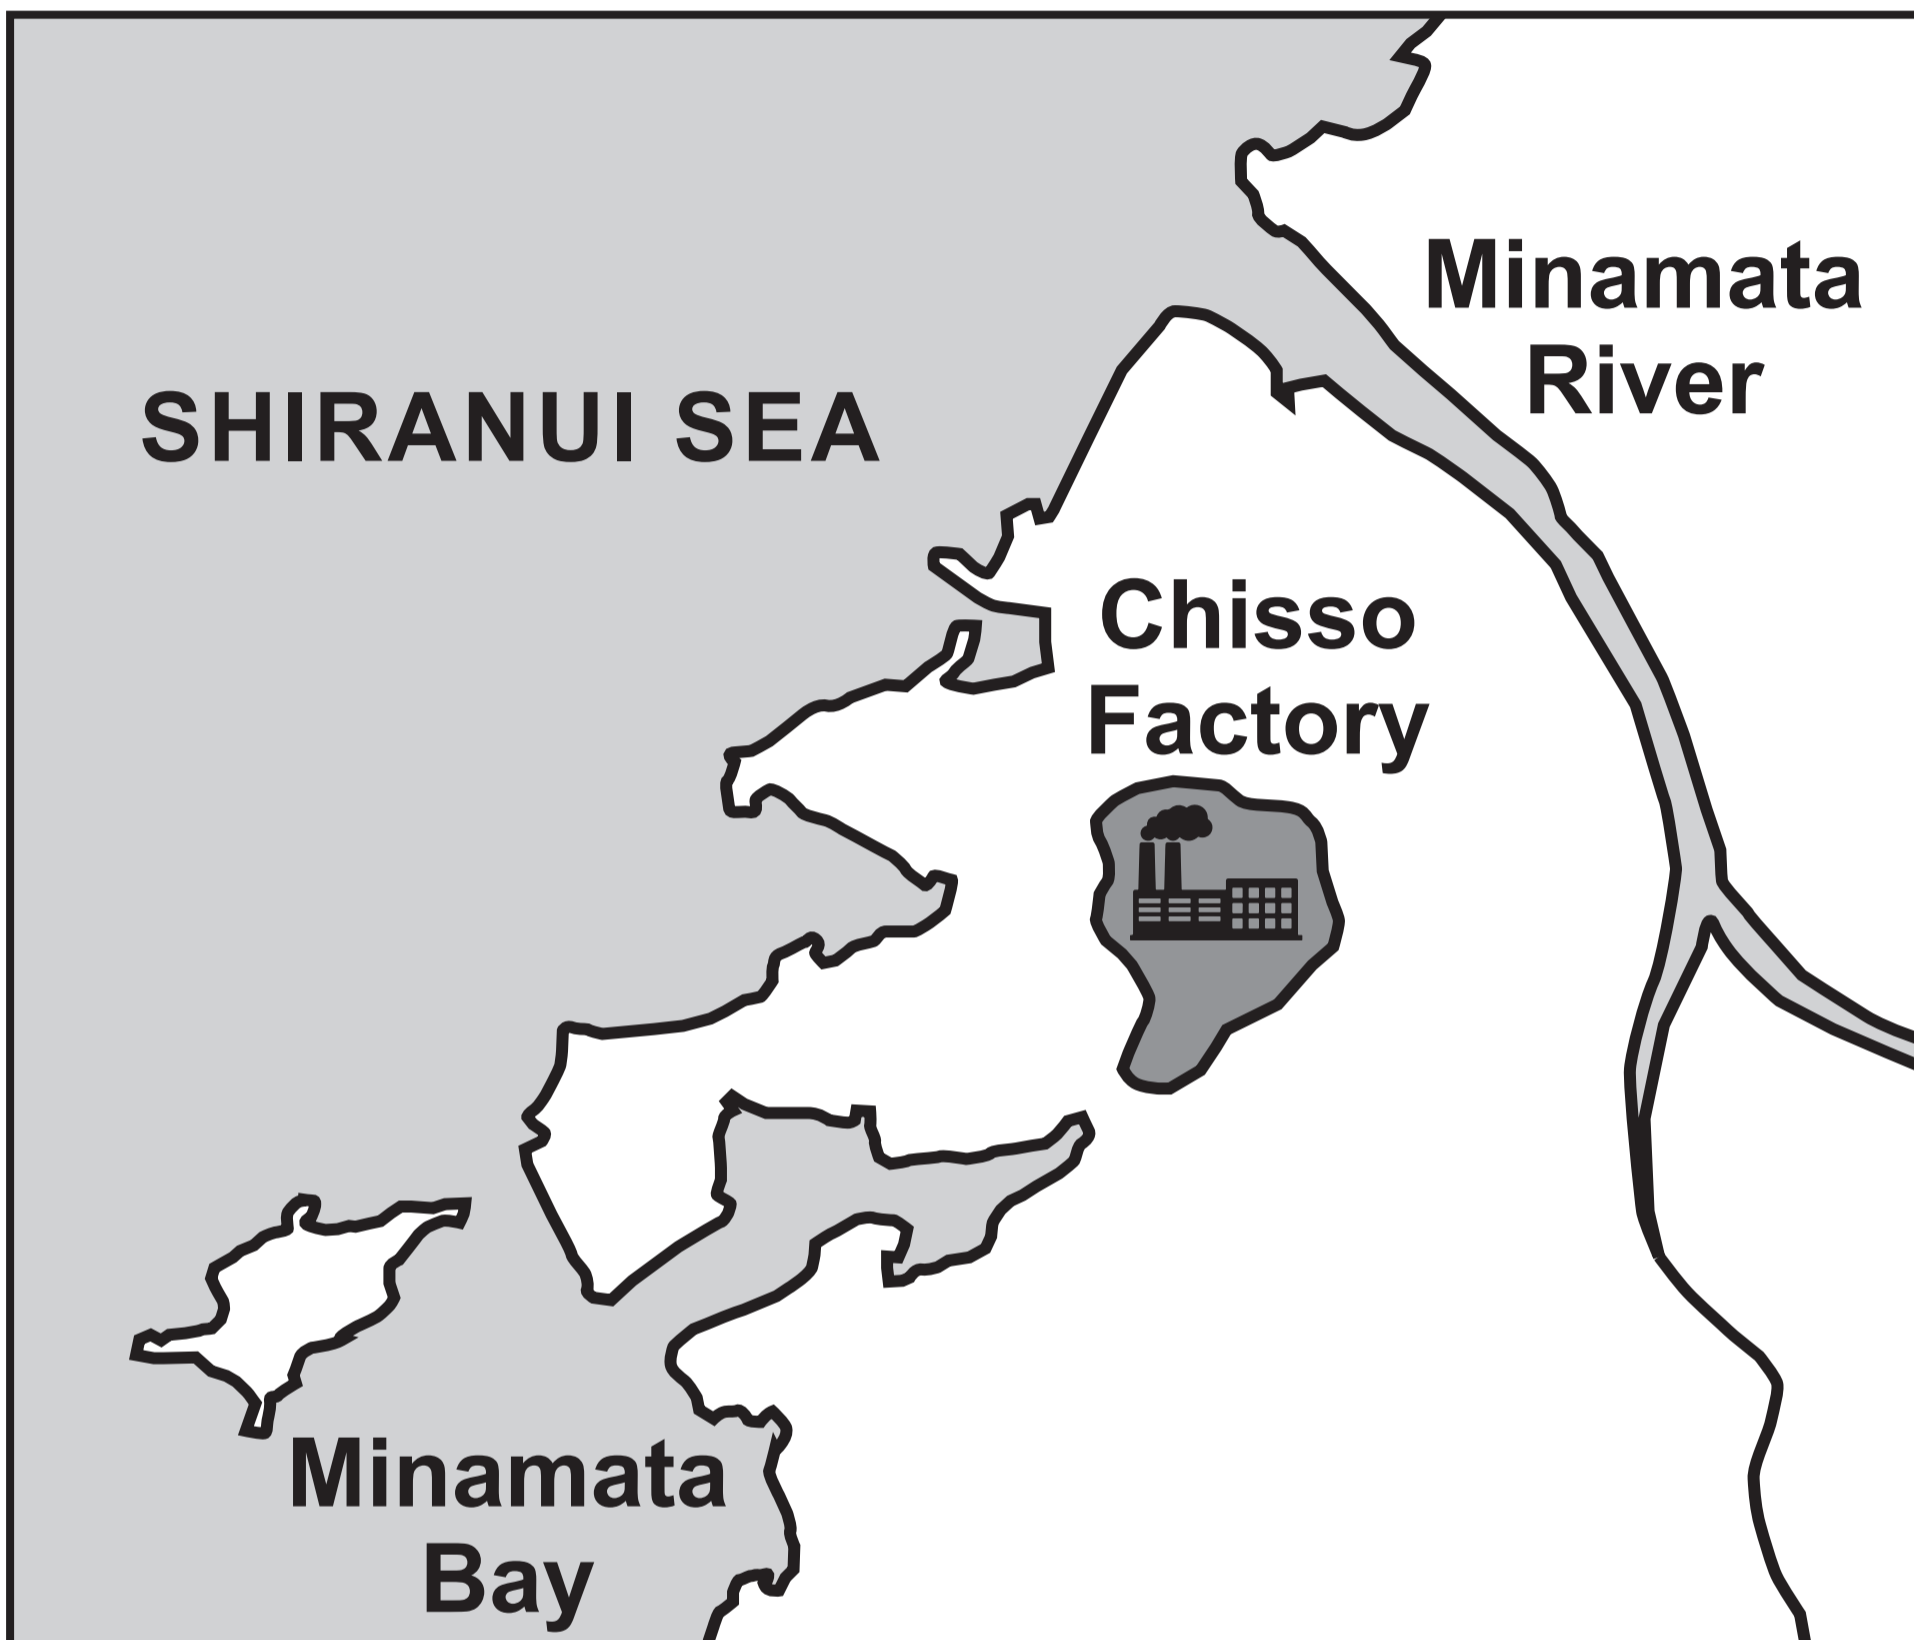 Minamata
River
SHIRANUI SEA
Chisso
Factory
Minamata
Bay